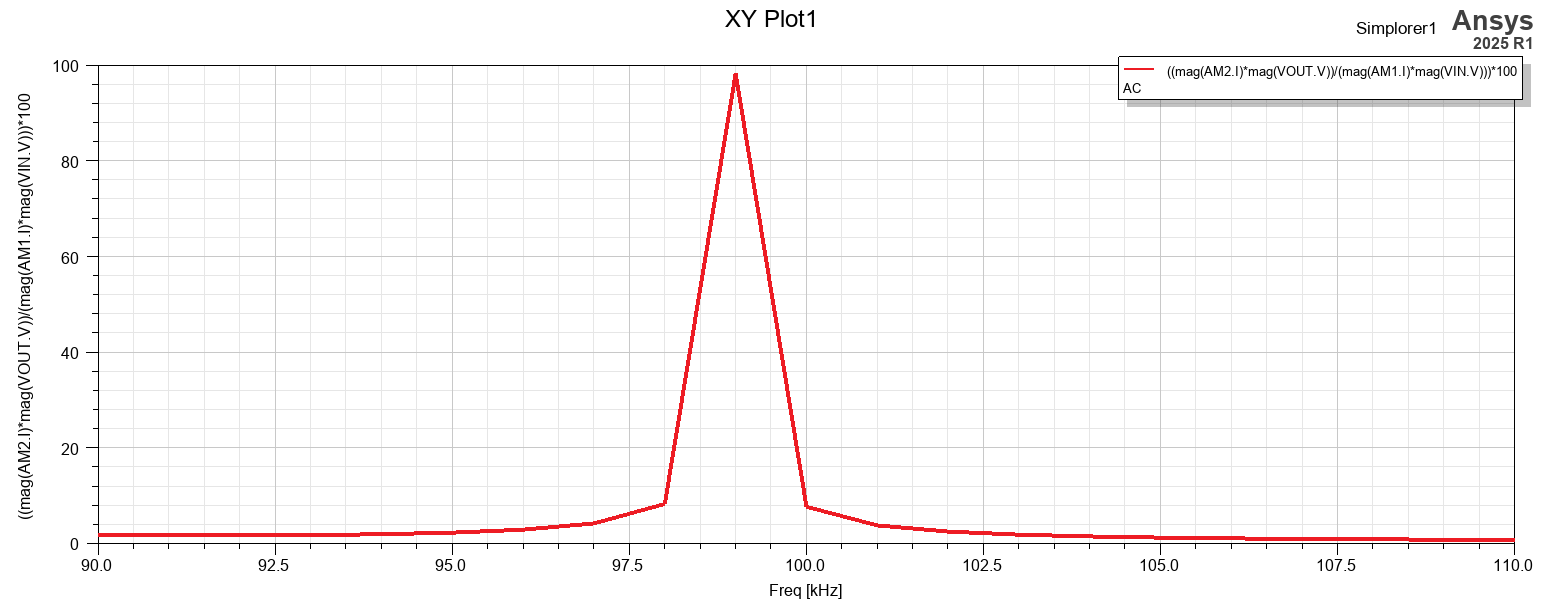 XY Plot1
Simplorer1
Ansys
2025 R1
((mag(AM2.I)*mag(VOUT.V))/(mag(AM1.I)*mag(VIN.V)))*100
AC
((mag(AM2.I)*mag(VOUT.V))/(mag(AM1.I)*mag(VIN.V)))*100
100
80
60
40
20
0
90.0
92.5
95.0
97.5
100.0
102.5
105.0
107.5
110.0
Freq [kHz]